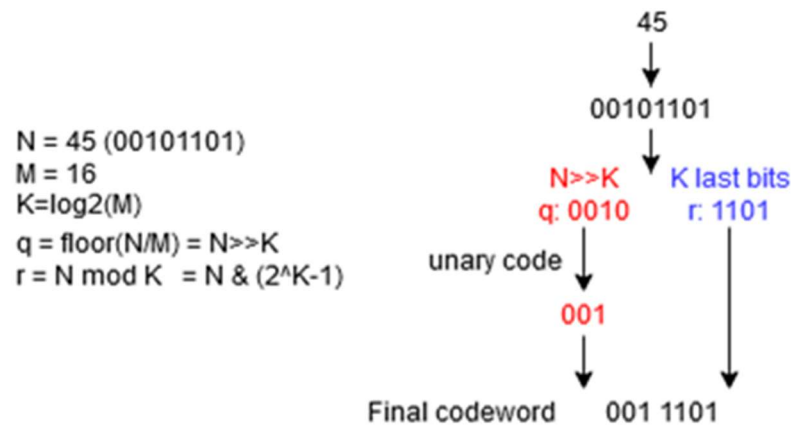 45
00101101
N = 45 (00101101)
M = 16
K=log2(M)
q = floor(N/M) = N>>K
r = N mod K = N & (2^K-1)
N>>K K last bits
q: 0010 r: 1101
unary code
001
Final codeword 001 1101